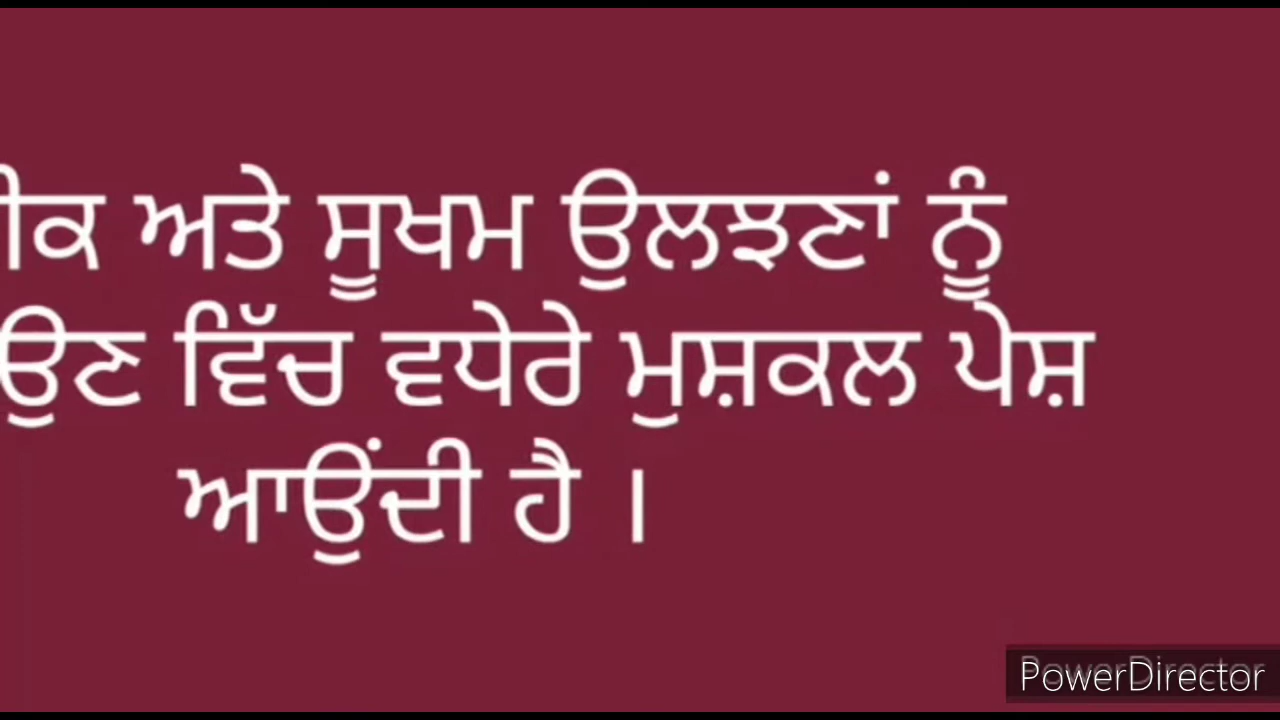 ਅਤੇ ਸੂਖਮ ਉਲਝਣਾਂ ਨੂੰ
ਵਿੱਚ ਵਧੇਰੇ ਮੁਸ਼ਕਲ ਪੇਸ਼
ਆਉਂਦੀ ਹੈ ।
PowerDirector